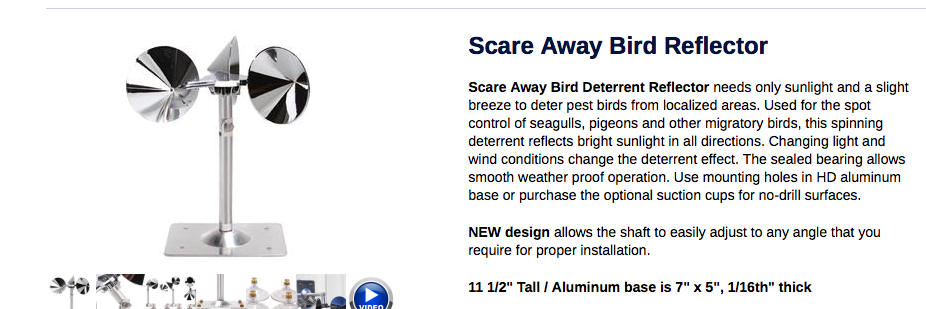 Scare Away Bird Reflector
Scare Away Bird Deterrent Reflector needs only sunlight and a slight
breeze to deter pest birds from localized areas. Used for the spot
control of seagulls, pigeons and other migratory birds, this spinning
deterrent reflects bright sunlight in all directions. Changing light and
wind conditions change the deterrent effect. The sealed bearing allows
smooth weather proof operation. Use mounting holes in HD aluminum
base or purchase the optional suction cups for no-drill surfaces.
NEW design allows the shaft to easily adjust to any angle that you
require for proper installation.
11 1/2" Tall / Aluminum base is 7" x 5", 1/16th" thick
VIDEO